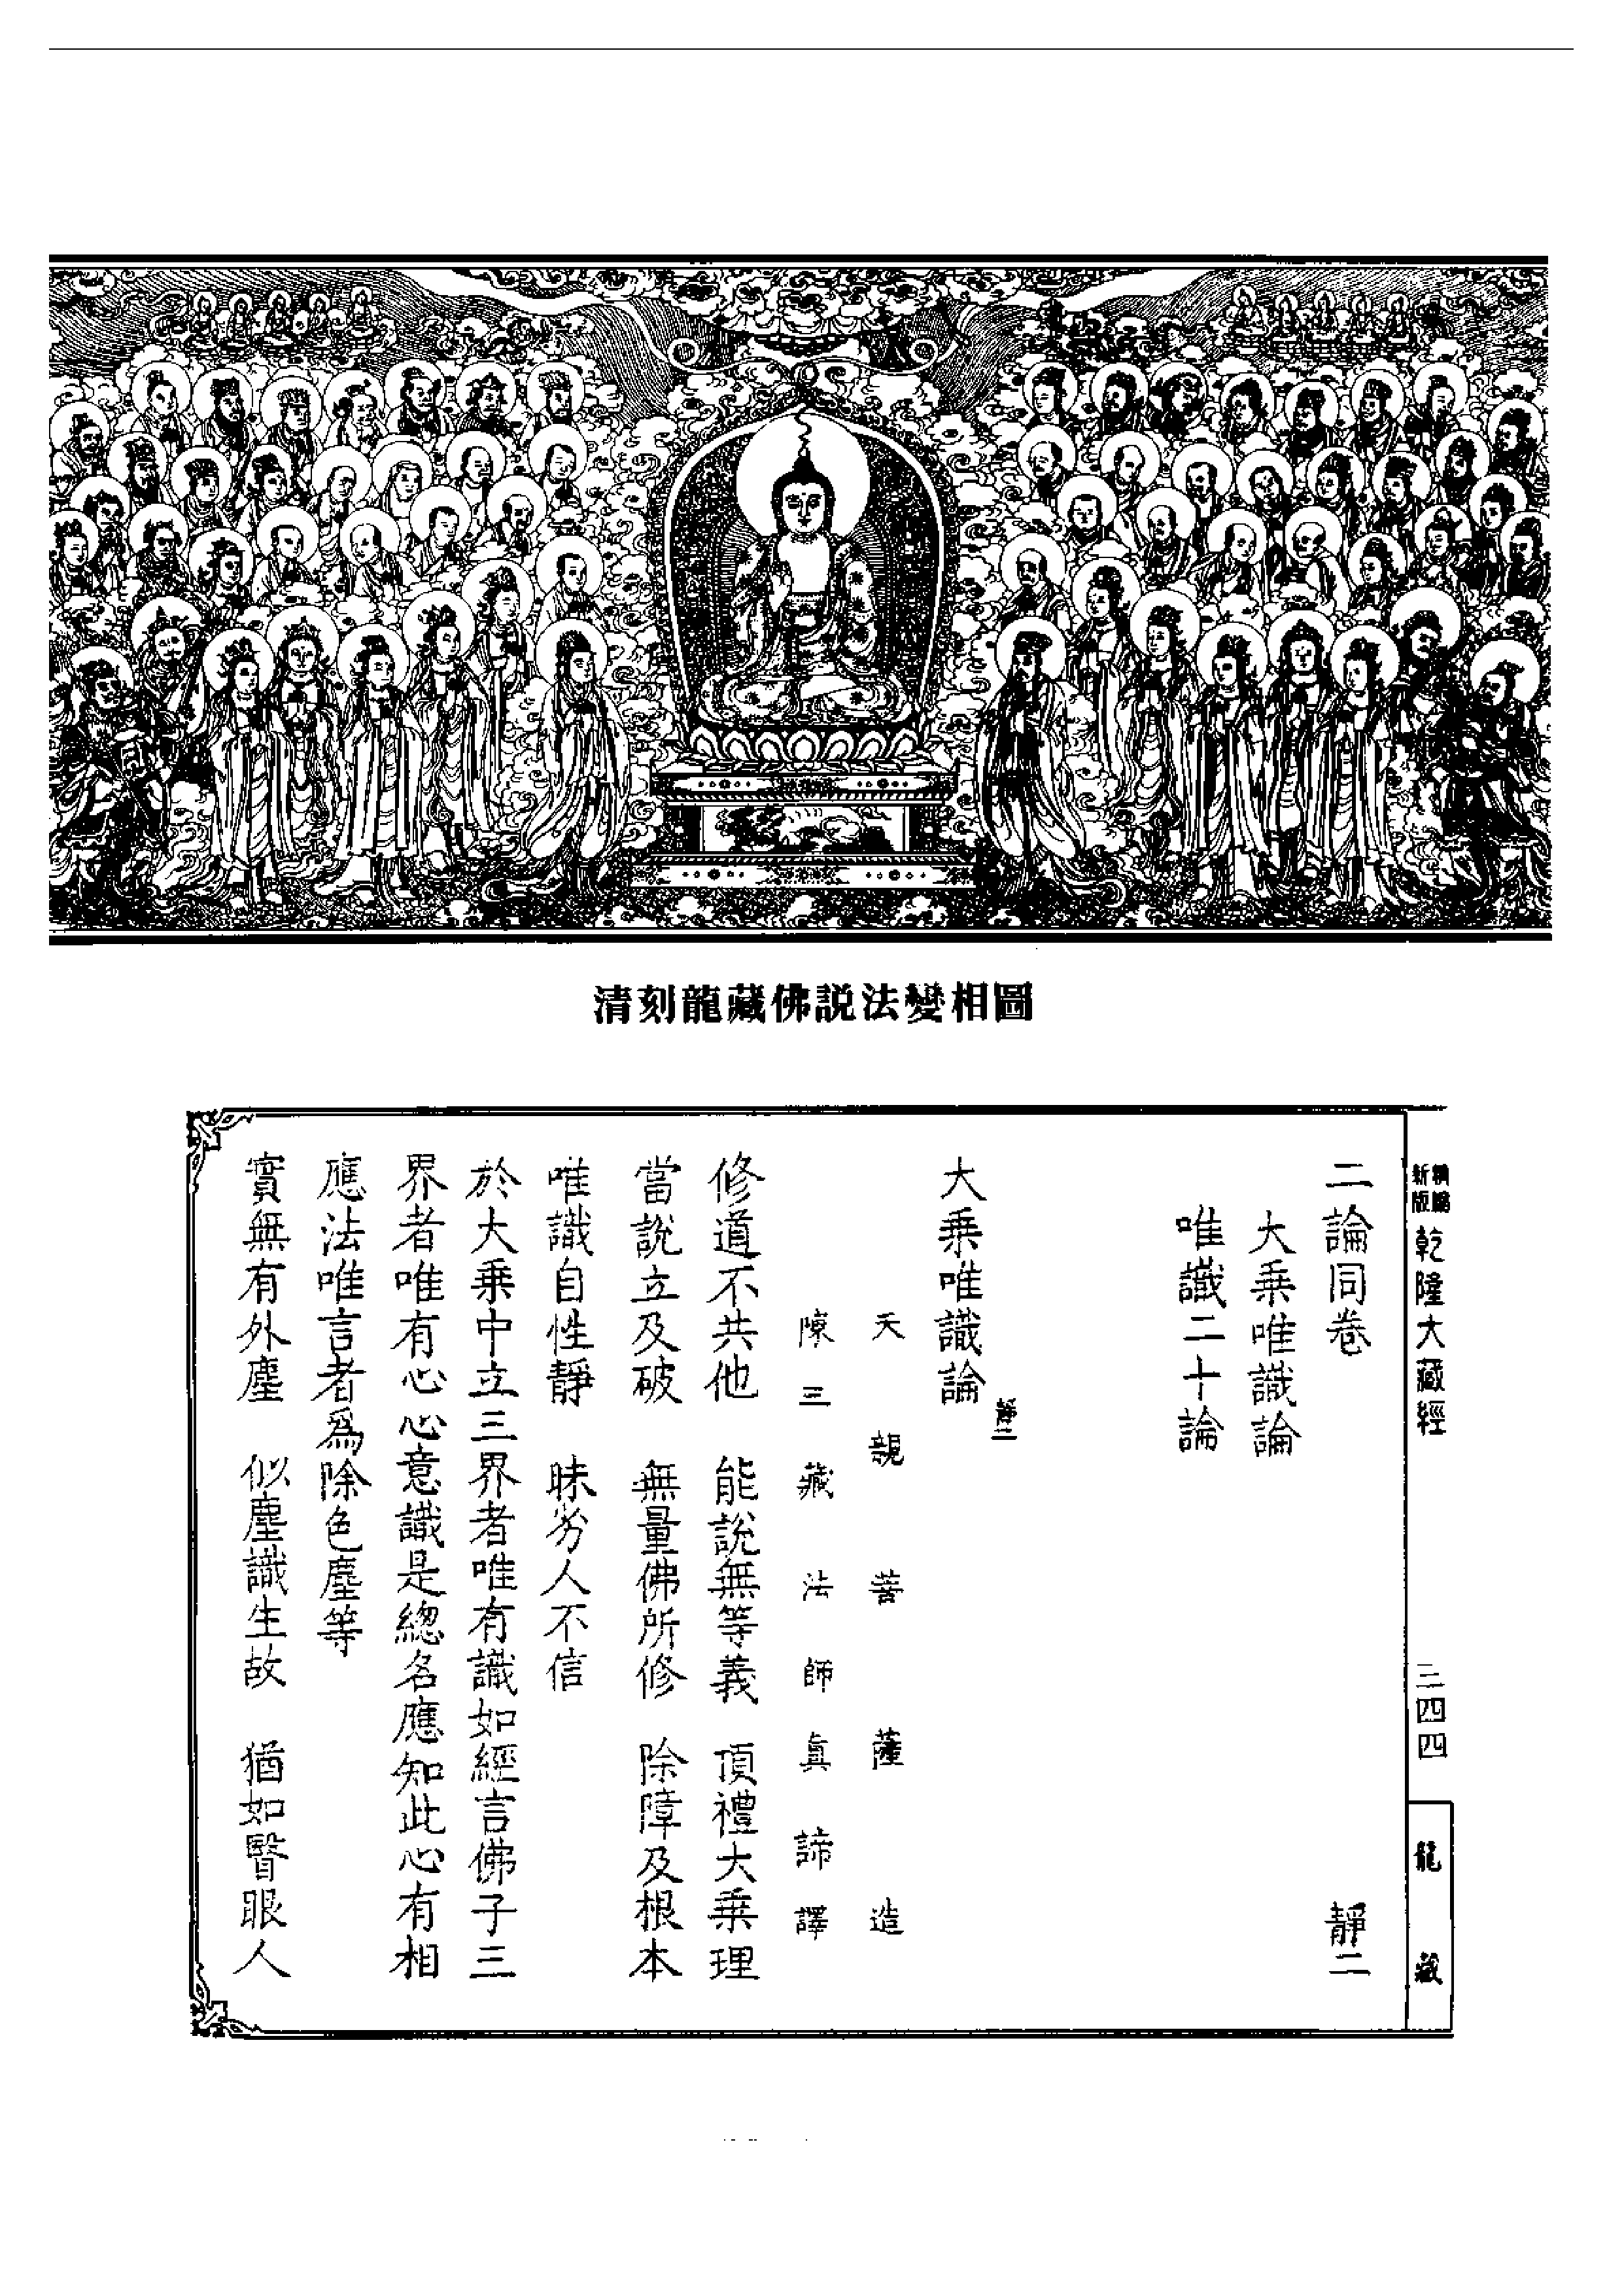 清刻龍藏佛説法變相圖
新版
精編
乾隆大藏經
三四四
龍藏
二論同卷 靜二
大乘唯識論
唯識二十論
靜二
大乘唯識論
天親菩薩造
陳三藏法師眞諦譯
修道不共他 能說無等義 頂禮大乘理
當說立及破 無量佛所修 除障及根本
唯識自性靜 昧劣人不信
於大乘中立三界者唯有識如經言佛子三
界者唯有心心意識是總名應知此心有相
應法唯言者爲除色塵等
實無有外塵 似塵識生故 猶如瞖眼人